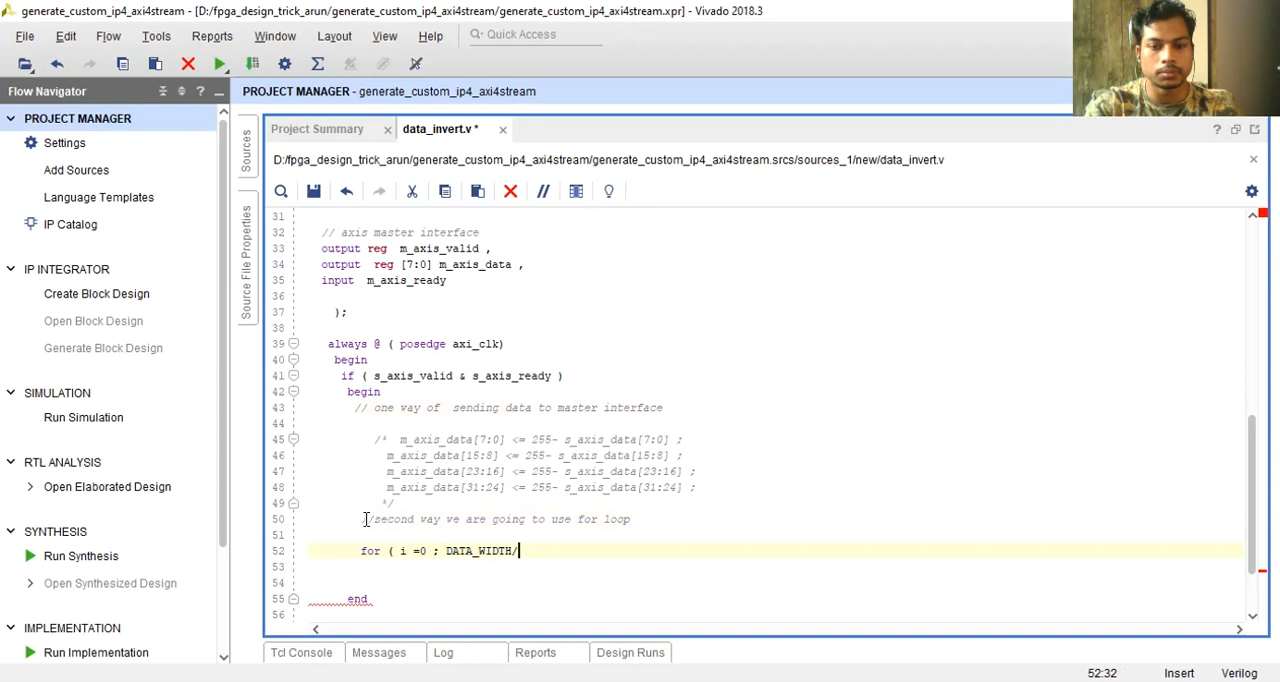 generate_custom_ip4_axi4stream - [D:/fpga_design_trick_arun/generate_custom_ip4_axi4stream/generate_custom_ip4_axi4stream.xpr] - Vivado 2018.3
File Edit Flow Tools Reports Window Layout View Help Quick Access
Flow Navigator
PROJECT MANAGER
Settings
Add Sources
Language Templates
IP Catalog
IP INTEGRATOR
Create Block Design
Open Block Design
Generate Block Design
SIMULATION
Run Simulation
RTL ANALYSIS
Open Elaborated Design
SYNTHESIS
Run Synthesis
Open Synthesized Design
IMPLEMENTATION
Run Implementation
PROJECT MANAGER - generate_custom_ip4_axi4stream
Sources
Source File Properties
Project Summary data_invert.v *
D:/fpga_design_trick_arun/generate_custom_ip4_axi4stream/generate_custom_ip4_axi4stream.srcs/sources_1/new/data_invert.v
31
32 // axis master interface
33 output reg m_axis_valid ,
34 output reg [7:0] m_axis_data ,
35 input m_axis_ready
36
37 );
38
39 always @ ( posedge axi_clk)
40 begin
41 if ( s_axis_valid & s_axis_ready )
42 begin
43 // one way of sending data to master interface
44
45 /* m_axis_data[7:0] <= 255- s_axis_data[7:0] ;
46 m_axis_data[15:8] <= 255- s_axis_data[15:8] ;
47 m_axis_data[23:16] <= 255- s_axis_data[23:16] ;
48 m_axis_data[31:24] <= 255- s_axis_data[31:24] ;
49 */
50 //second way we are going to use for loop
51
52 for ( i =0 ; DATA_WIDTH/
53
54
55 end
56
Tcl Console Messages Log Reports Design Runs
52:32 Insert Verilog